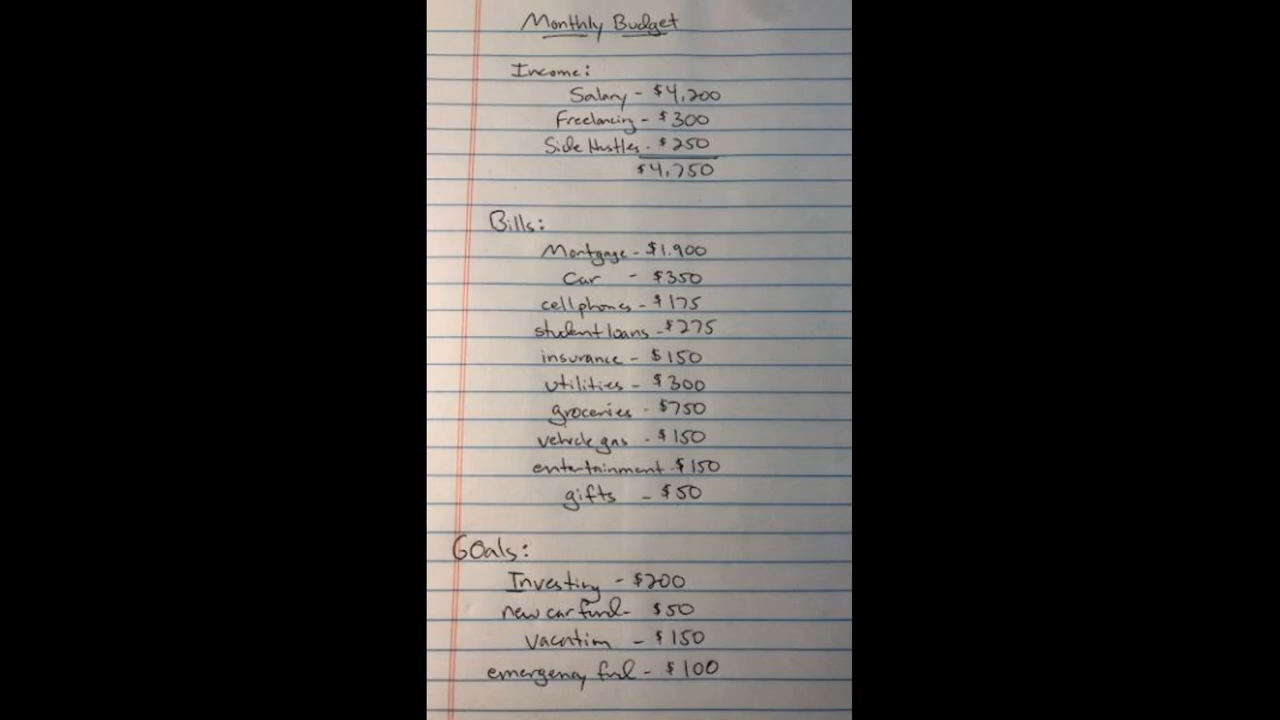 Monthly Budget
Income:
Salary - $4,200
Freelancing - $300
Side Hustles - $250
$4,750
Bills:
Mortgage - $1,900
Car - $350
cellphones - $175
student loans - $275
insurance - $150
utilities - $300
groceries - $750
vehicle gas - $150
entertainment - $150
gifts - $50
Goals:
Investing - $200
new car fund - $50
vacation - $150
emergency fund - $100